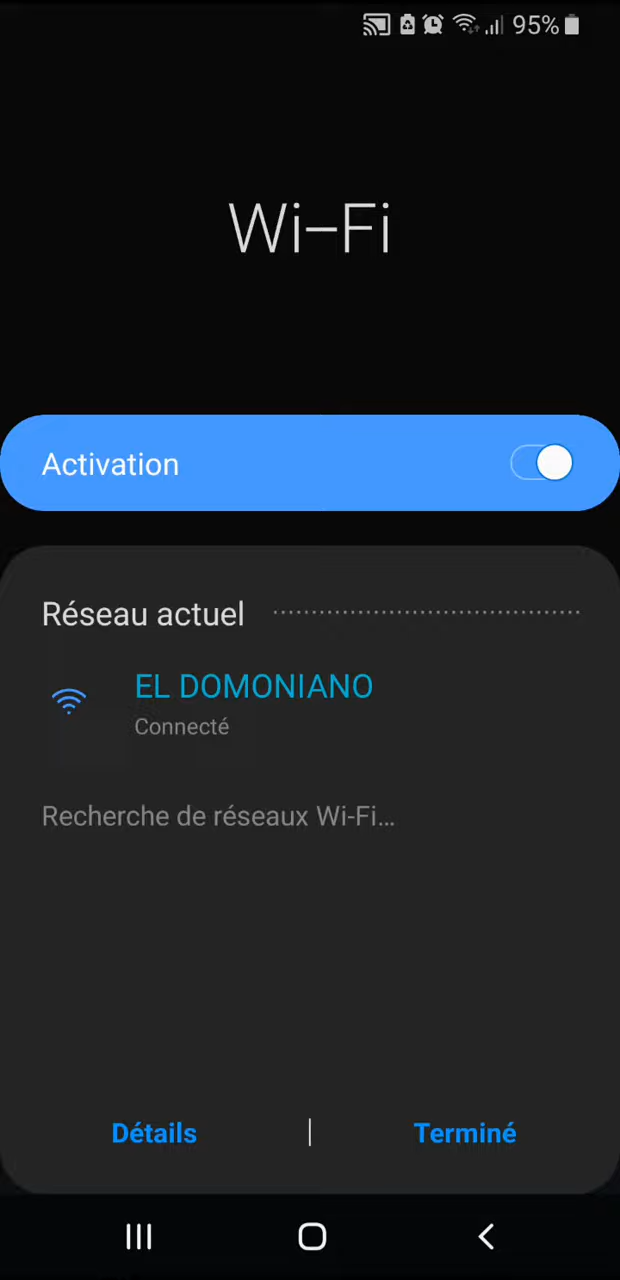 95%
Wi–Fi
Activation
Réseau actuel
EL DOMONIANO
Connecté
Recherche de réseaux Wi-Fi...
Détails | Terminé